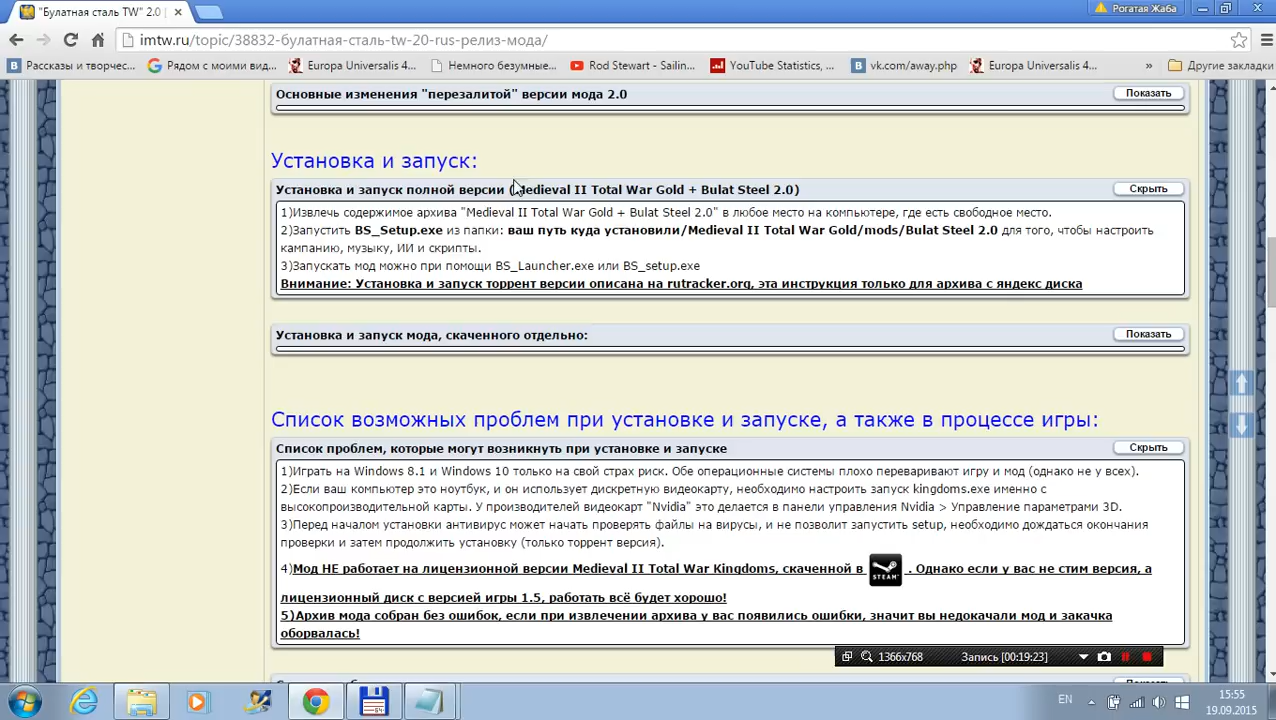 "Булатная сталь TW" 2.0 |
Рогатая Жаба
imtw.ru/topic/38832-булатная-сталь-tw-20-rus-релиз-мода/
Рассказы и творчес...
Рядом с моими вид...
Europa Universalis 4...
Немного безумные...
Rod Stewart - Sailin...
YouTube Statistics, ...
vk.com/away.php
Europa Universalis 4...
»
Другие закладки
Основные изменения "перезалитой" версии мода 2.0
Показать
Установка и запуск:
Установка и запуск полной версии (Medieval II Total War Gold + Bulat Steel 2.0)
Скрыть
1)Извлечь содержимое архива "Medieval II Total War Gold + Bulat Steel 2.0" в любое место на компьютере, где есть свободное место.
2)Запустить BS_Setup.exe из папки: ваш путь куда установили/Medieval II Total War Gold/mods/Bulat Steel 2.0 для того, чтобы настроить
кампанию, музыку, ИИ и скрипты.
3)Запускать мод можно при помощи BS_Launcher.exe или BS_setup.exe
Внимание: Установка и запуск торрент версии описана на rutracker.org, эта инструкция только для архива с яндекс диска
Установка и запуск мода, скаченного отдельно:
Показать
Список возможных проблем при установке и запуске, а также в процессе игры:
Список проблем, которые могут возникнуть при установке и запуске
Скрыть
1)Играть на Windows 8.1 и Windows 10 только на свой страх риск. Обе операционные системы плохо переваривают игру и мод (однако не у всех).
2)Если ваш компьютер это ноутбук, и он использует дискретную видеокарту, необходимо настроить запуск kingdoms.exe именно с
высокопроизводительной карты. У производителей видеокарт "Nvidia" это делается в панели управления Nvidia > Управление параметрами 3D.
3)Перед началом установки антивирус может начать проверять файлы на вирусы, и не позволит запустить setup, необходимо дождаться окончания
проверки и затем продолжить установку (только торрент версия).
4)Мод НЕ работает на лицензионной версии Medieval II Total War Kingdoms, скаченной в STEAM . Однако если у вас не стим версия, а
лицензионный диск с версией игры 1.5, работать всё будет хорошо!
5)Архив мода собран без ошибок, если при извлечении архива у вас появились ошибки, значит вы недокачали мод и закачка
оборвалась!
1366x768
Запись [00:19:23]
EN
15:55
19.09.2015